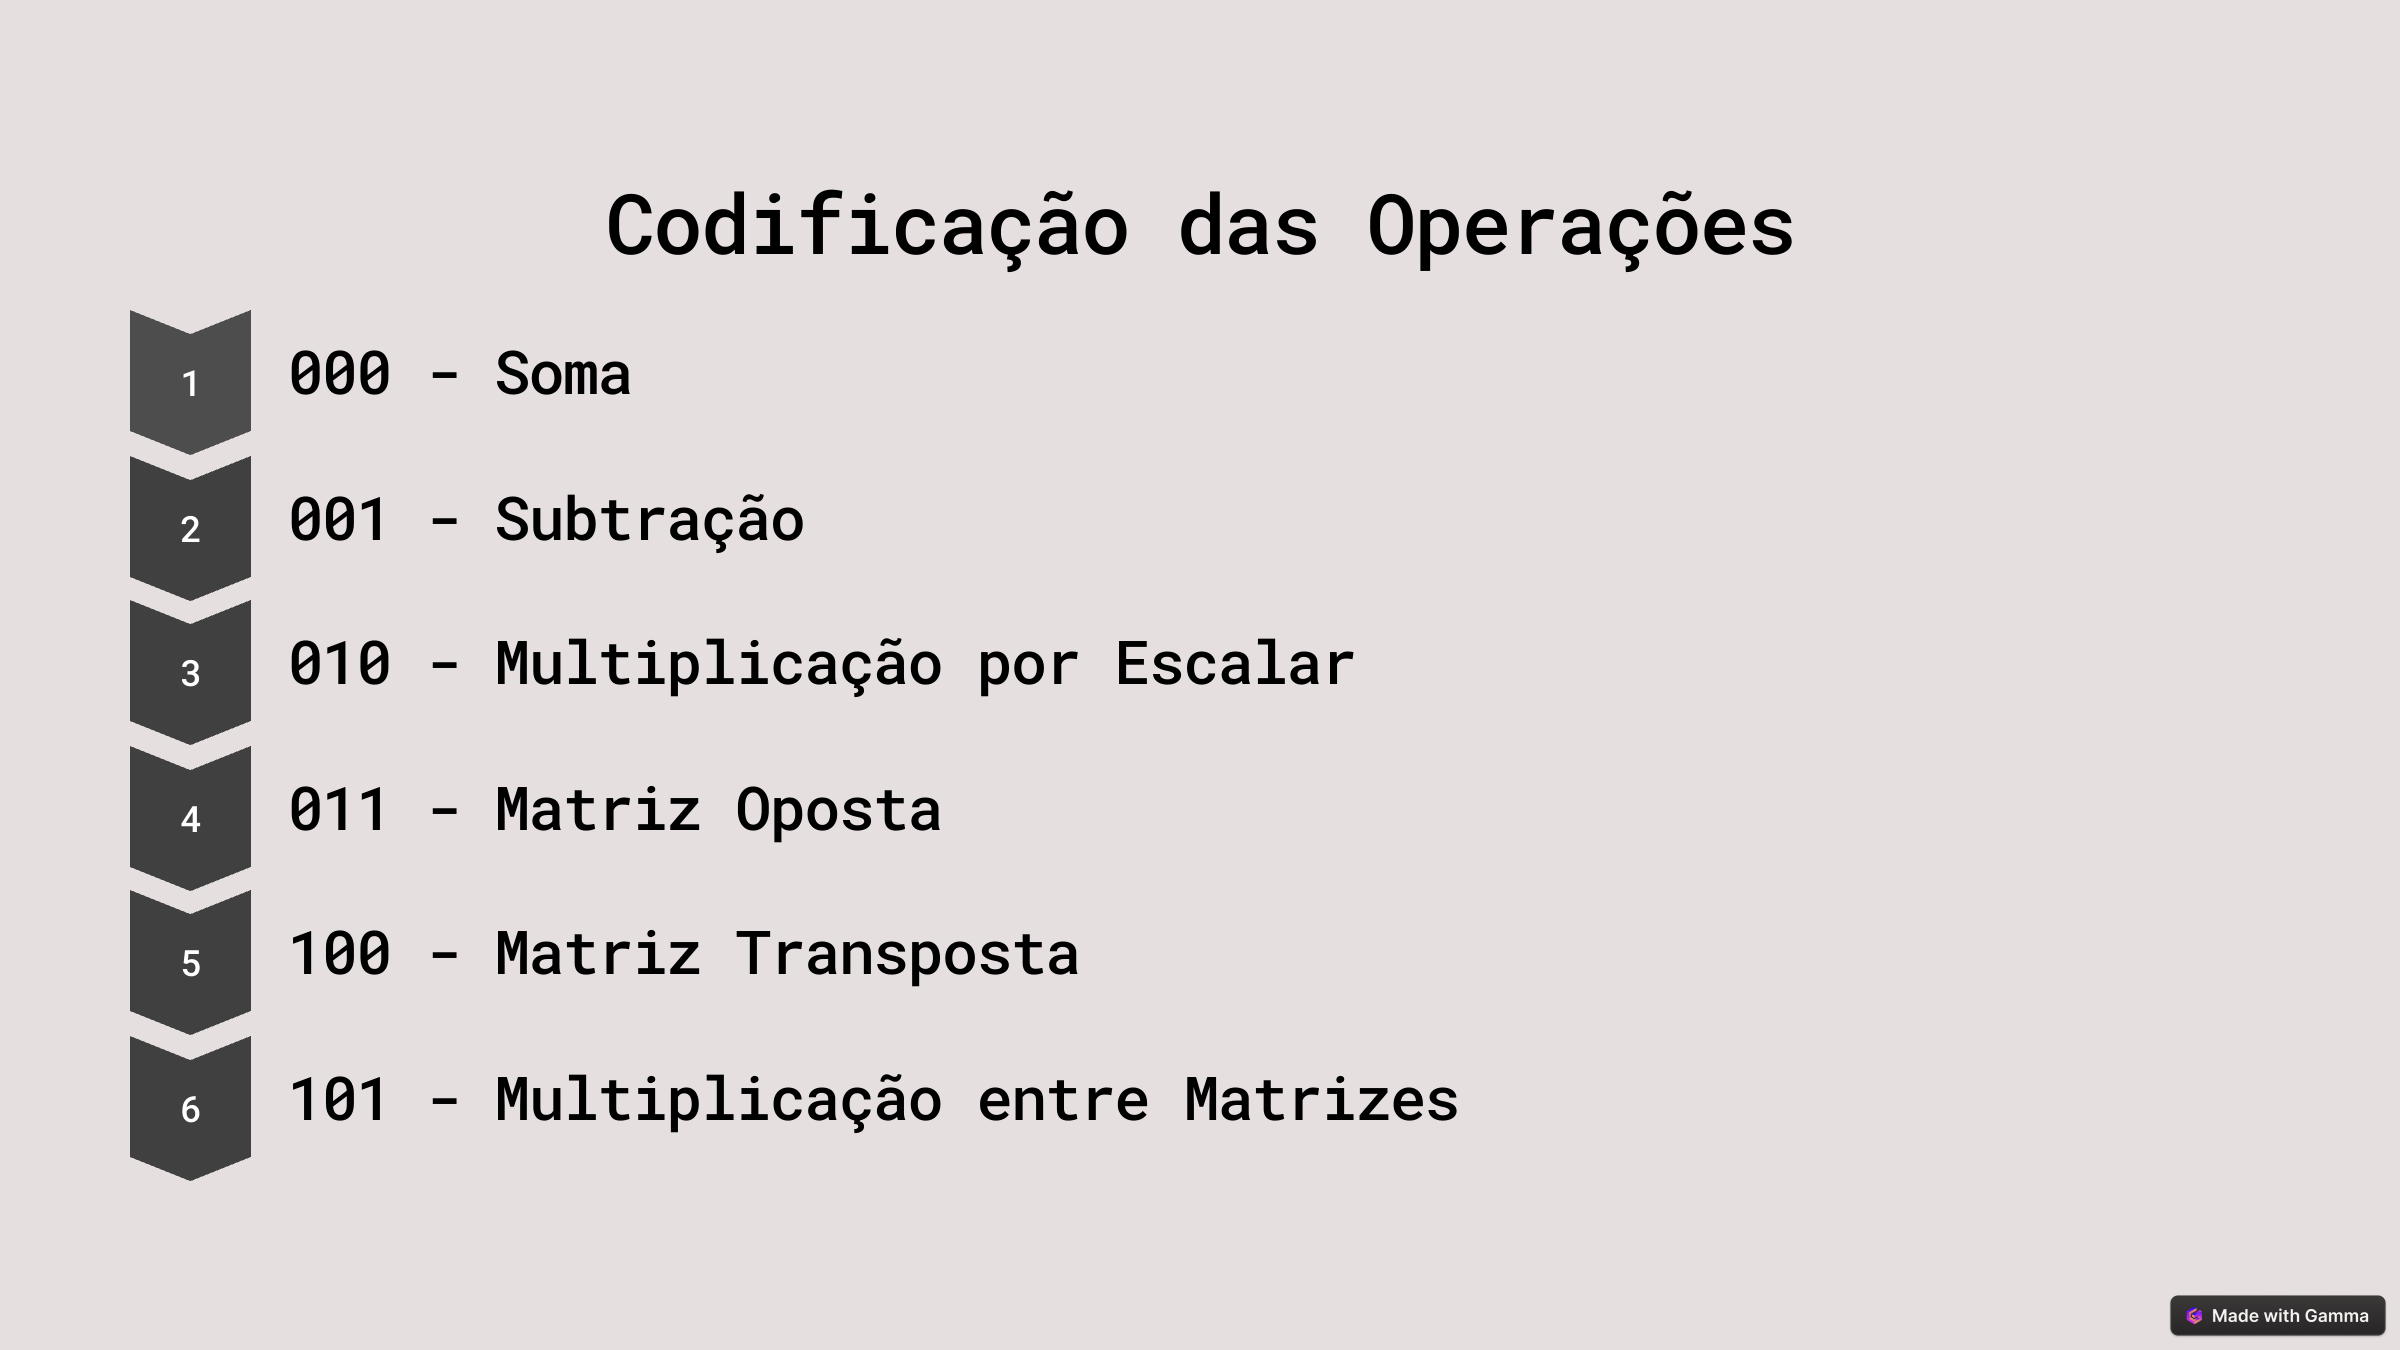 Codificação das Operações
1
000 - Soma
2
001 - Subtração
3
010 - Multiplicação por Escalar
4
011 - Matriz Oposta
5
100 - Matriz Transposta
6
101 - Multiplicação entre Matrizes
Made with Gamma